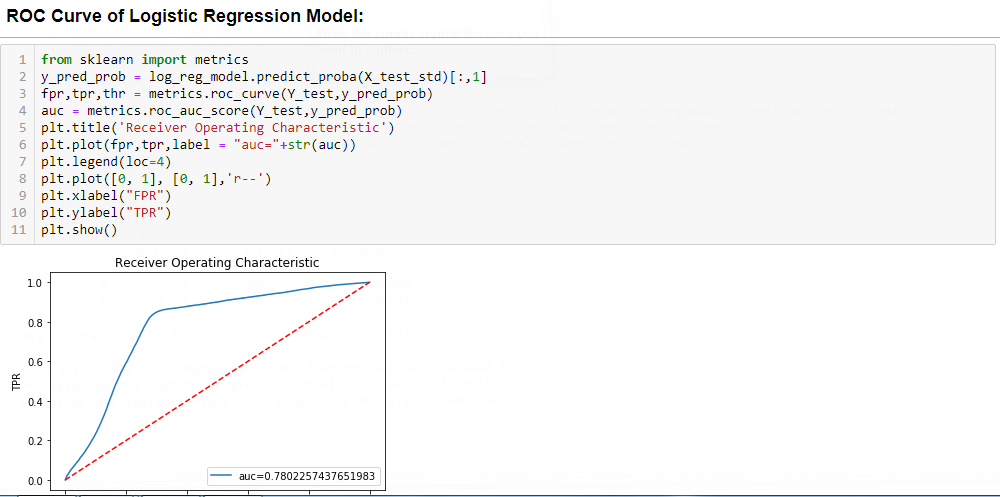 ROC Curve of Logistic Regression Model:
1 from sklearn import metrics
2 y_pred_prob = log_reg_model.predict_proba(X_test_std)[:,1]
3 fpr,tpr,thr = metrics.roc_curve(Y_test,y_pred_prob)
4 auc = metrics.roc_auc_score(Y_test,y_pred_prob)
5 plt.title('Receiver Operating Characteristic')
6 plt.plot(fpr,tpr,label = "auc="+str(auc))
7 plt.legend(loc=4)
8 plt.plot([0, 1], [0, 1],'r--')
9 plt.xlabel("FPR")
10 plt.ylabel("TPR")
11 plt.show()
Receiver Operating Characteristic
1.0
0.8
0.6
TPR
0.4
0.2
0.0
auc=0.7802257437651983